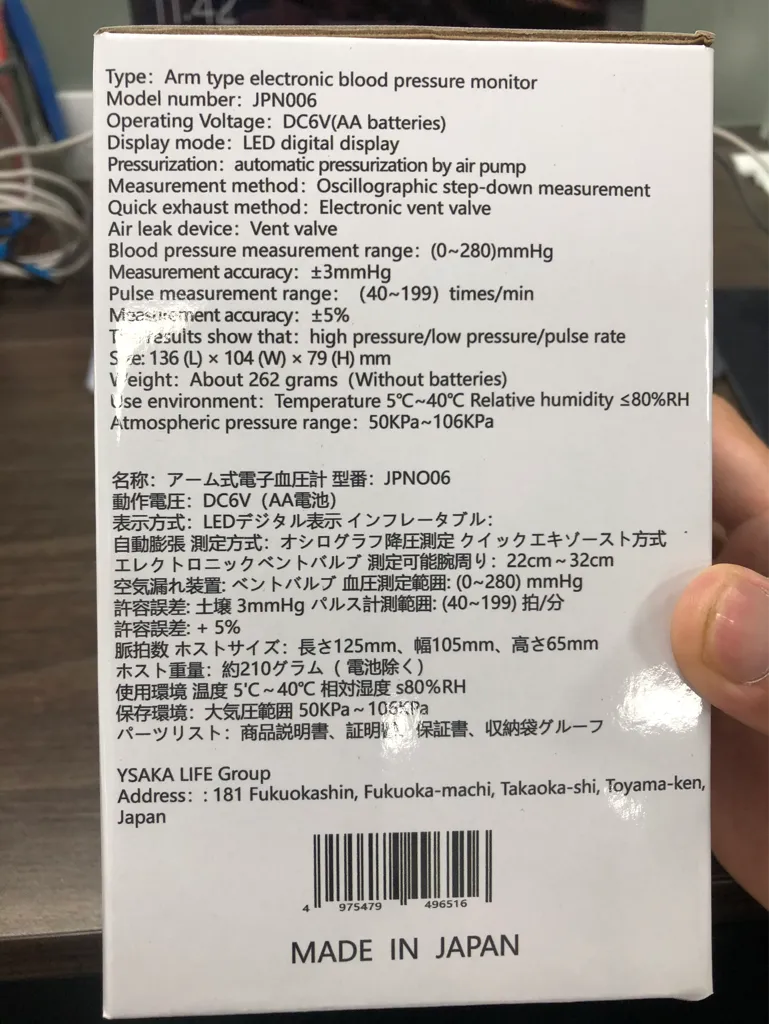 11:42
Type: Arm type electronic blood pressure monitor
Model number: JPN006
Operating Voltage: DC6V(AA batteries)
Display mode: LED digital display
Pressurization: automatic pressurization by air pump
Measurement method: Oscillographic step-down measurement
Quick exhaust method: Electronic vent valve
Air leak device: Vent valve
Blood pressure measurement range: (0~280)mmHg
Measurement accuracy: ±3mmHg
Pulse measurement range: (40~199) times/min
Measurement accuracy: ±5%
The results show that: high pressure/low pressure/pulse rate
Size: 136 (L) × 104 (W) × 79 (H) mm
Weight: About 262 grams (Without batteries)
Use environment: Temperature 5℃~40℃ Relative humidity ≤80%RH
Atmospheric pressure range: 50KPa~106KPa
名称: アーム式電子血圧計 型番: JPNO06
動作電圧: DC6V (AA電池)
表示方式: LEDデジタル表示 インフレータブル:
自動膨張 測定方式: オシログラフ降圧測定 クイックエキゾースト方式
エレクトロニックベントバルブ 測定可能腕周り: 22cm~32cm
空気漏れ装置: ベントバルブ 血圧測定範囲: (0~280) mmHg
許容誤差: 土壌 3mmHg パルス計測範囲: (40~199) 拍/分
許容誤差: + 5%
脈拍数 ホストサイズ: 長さ125mm、幅105mm、高さ65mm
ホスト重量: 約210グラム ( 電池除く)
使用環境 温度 5'C~40℃ 相対湿度 s80%RH
保存環境: 大気圧範囲 50KPa~106KPa
パーツリスト: 商品説明書、証明書、保証書、収納袋グルーフ
YSAKA LIFE Group
Address: : 181 Fukuokashin, Fukuoka-machi, Takaoka-shi, Toyama-ken,
Japan
4 975479 496516
MADE IN JAPAN